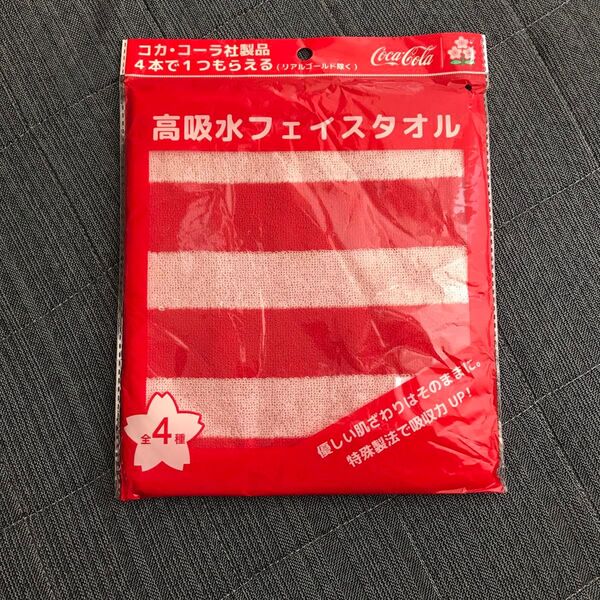 コカ・コーラ社製品
4本で1つもらえる(リアルゴールド除く)
Coca-Cola
高吸水フェイスタオル
優しい肌ざわりはそのままに。
特殊製法で吸収力UP!
全4種